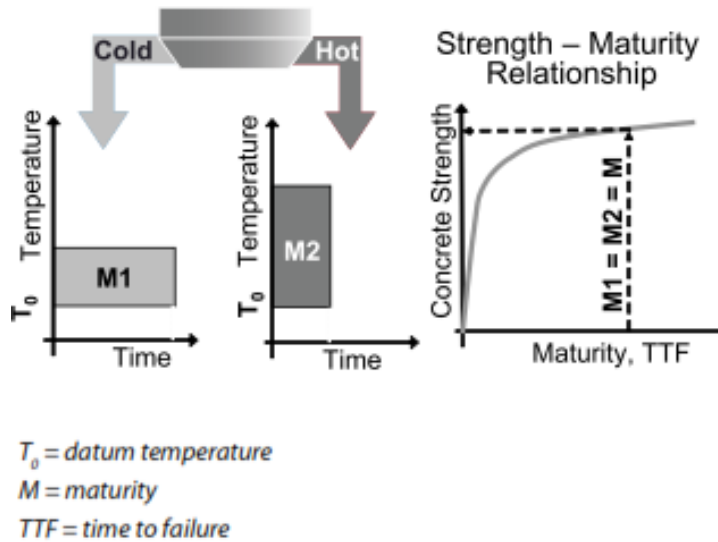 Cold
Hot
Strength – Maturity
Relationship
Temperature
T₀
M1
Time
Temperature
T₀
M2
Time
Concrete Strength
M1 = M2 = M
Maturity, TTF
T₀ = datum temperature
M = maturity
TTF = time to failure